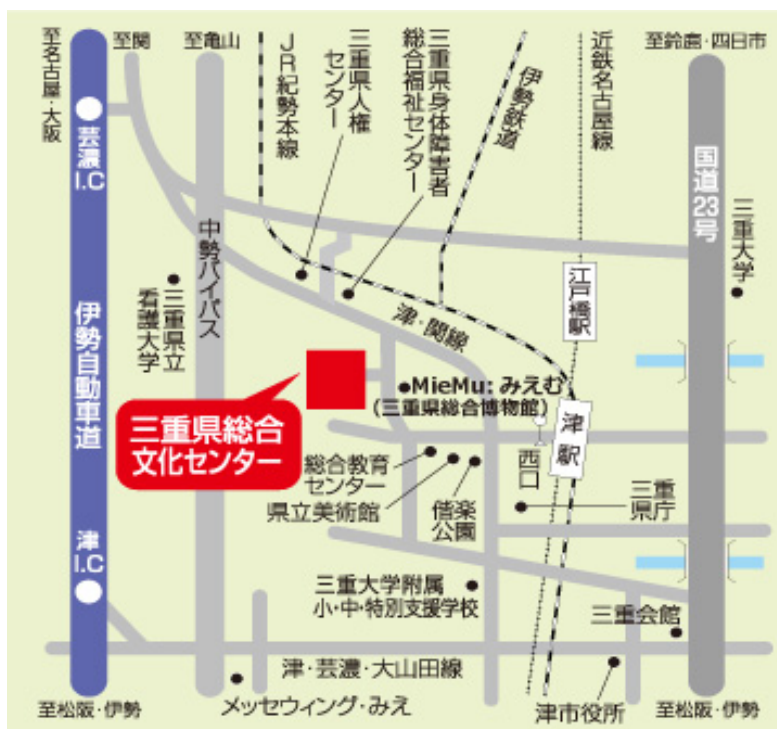 至名古屋・大阪
至関
至亀山
JR紀勢本線
三重県人権
センター
三重県身体障害者
総合福祉センター
伊勢鉄道
近鉄名古屋線
至鈴鹿・四日市
芸濃
I.C
国道23号
三重大学
中勢バイパス
三重県立
看護大学
江戸橋駅
津・関線
伊勢自動車道
MieMu: みえむ
(三重県総合博物館)
三重県総合
文化センター
津駅
西口
総合教育
センター
県立美術館
偕楽
公園
三重
県庁
津
I.C
三重大学附属
小・中・特別支援学校
三重会館
津・芸濃・大山田線
メッセウィング・みえ
津市役所
至松阪・伊勢
至松阪・伊勢